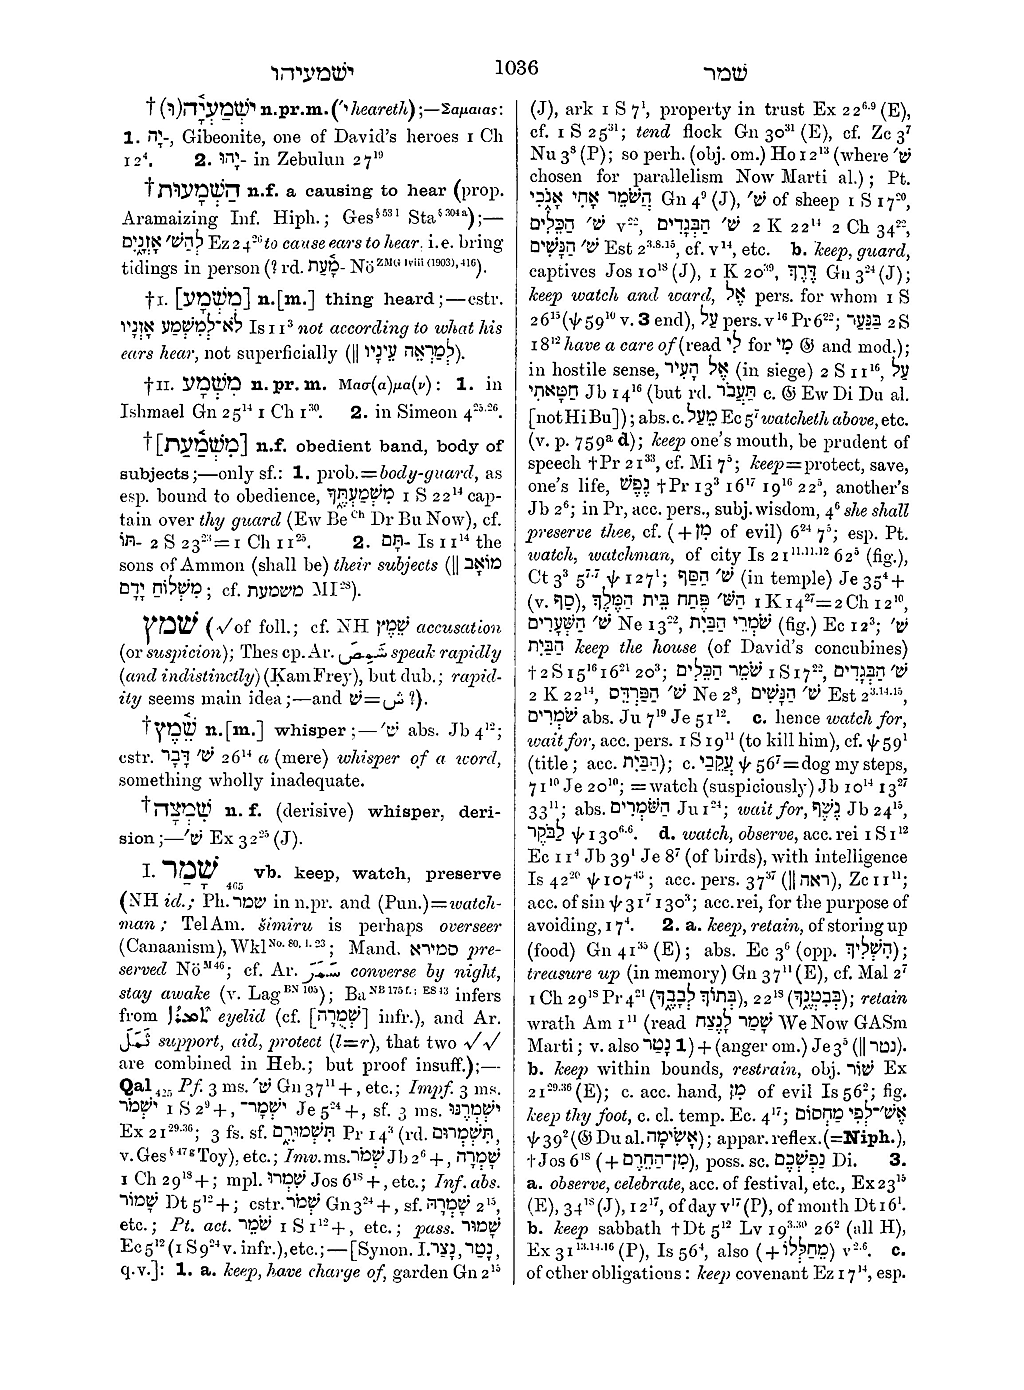 ישמעיהו
1036
שמר
† יִשְׁמַעְיָ֫ה(וּ) n.pr.m. (י׳ heareth);—Σαμαιας:
1. יָה-, Gibeonite, one of David's heroes 1 Ch
12⁴. 2. יהוּ- in Zebulun 27¹⁹
† הַשְׁמָעוּת n.f. a causing to hear (prop.
Aramaizing Inf. Hiph.; Ges§ 53 l Sta§ 304 a);—
לְהַשׁ׳ אָזְנָיִם Ez 24²⁶ to cause ears to hear, i.e. bring
tidings in person (? rd. מָ֫עַת- Nö ZMG lviii (1903), 416).
† I. [מִשְׁמָע] n.[m.] thing heard;—cstr.
לֹא־לְמִשְׁמַע אָזְנָיו Is 11³ not according to what his
ears hear, not superficially (|| לְמַרְאֵה עֵינָיו).
† II. מִשְׁמָע n.pr.m. Μασ(α)μα(ν): 1. in
Ishmael Gn 25¹⁴ 1 Ch 1³⁰. 2. in Simeon 4²⁵·²⁶.
† [מִשְׁמַ֫עַת] n.f. obedient band, body of
subjects;—only sf.: 1. prob.=body-guard, as
esp. bound to obedience, מִשְׁמַעְתֶּךָ 1 S 22¹⁴ cap-
tain over thy guard (Ew Be Ch Dr Bu Now), cf.
תּוֹ- 2 S 23²³=1 Ch 11²⁵. 2. תָּם- Is 11¹⁴ the
sons of Ammon (shall be) their subjects (|| מוֹאָב
מִשְׁלוֹחַ יָדָם; cf. משמעת MI²⁸).
שׁמץ (√of foll.; cf. NH שֶׁמֶץ accusation
(or suspicion); Thes cp. Ar. شَمِصَ speak rapidly
(and indistinctly) (Kam Frey), but dub.; rapid-
ity seems main idea;—and שׁ=ش ?).
† שֵׁ֫מֶץ n.[m.] whisper;—שׁ׳ abs. Jb 4¹²;
cstr. שׁ׳ דָּבָר 26¹⁴ a (mere) whisper of a word,
something wholly inadequate.
† שִׁמְצָה n. f. (derisive) whisper, deri-
sion;—שׁ׳ Ex 32²⁵ (J).
I. שָׁמַר 465 vb. keep, watch, preserve
(NH id.; Ph. שמר in n.pr. and (Pun.)=watch-
man; Tel Am. šimiru is perhaps overseer
(Canaanism), Wkl No. 80, l. 23; Mand. סמירא pre-
served Nö M 46; cf. Ar. سَمَرَ converse by night,
stay awake (v. Lag BN 105); Ba NB 175 f.; ES 43 infers
from eyelid (cf. [שְׁמֻרָה] infr.), and Ar.
support, aid, protect (l=r), that two √√
are combined in Heb.; but proof insuff.);—
Qal 425 Pf. 3 ms. שׁ׳ Gn 37¹¹+, etc.; Impf. 3 ms.
יִשְׁמֹר 1 S 2⁹+, יִשְׁמָר־ Je 5²⁴+, sf. 3 ms. יִשְׁמְרֶנּוּ
Ex 21²⁹·³⁶; 3 fs. sf. תִּשְׁמוּרֵם Pr 14³ (rd. תִּשְׁמְרוּם,
v. Ges§ 47 g Toy), etc.; Imv. ms. שְׁמֹר Jb 2⁶+, שָׁמְרָה
1 Ch 29¹⁸+; mpl. שִׁמְרוּ Jos 6¹⁸+, etc.; Inf. abs.
שָׁמוֹר Dt 5¹²+; cstr. שְׁמֹר Gn 3²⁴+, sf. שָׁמְרָהּ 2¹⁵,
etc.; Pt. act. שֹׁמֵר 1 S 1¹²+, etc.; pass. שָׁמוּר
Ec 5¹² (1 S 9²⁴ v. infr.), etc.;—[Synon. I. נָטַר, נָצַר,
q.v.]: 1. a. keep, have charge of, garden Gn 2¹⁵
(J), ark 1 S 7¹, property in trust Ex 22⁶·⁹ (E),
cf. 1 S 25³¹; tend flock Gn 30³¹ (E), cf. Zc 3⁷
Nu 3⁸ (P); so perh. (obj. om.) Ho 12¹³ (where שׁ׳
chosen for parallelism Now Marti al.); Pt.
הֲשֹׁמֵר אָחִי אָנֹכִי Gn 4⁹ (J), שׁ׳ of sheep 1 S 17²⁰,
שׁ׳ הַכֵּלִים v²², שׁ׳ הַבְּגָדִים 2 K 22¹⁴ 2 Ch 34²²,
שׁ׳ הַנָּשִׁים Est 2³·⁸·¹⁵, cf. v¹⁴, etc. b. keep, guard,
captives Jos 10¹⁸ (J), 1 K 20³⁹, דֶּרֶךְ Gn 3²⁴ (J);
keep watch and ward, אֶל pers. for whom 1 S
26¹⁵ (ψ 59¹⁰ v. 3 end), עַל pers. v¹⁶ Pr 6²²; בְּנַעַר 2 S
18¹² have a care of (read לִי for מִי 𝔊 and mod.);
in hostile sense, אֶל הָעִיר (in siege) 2 S 11¹⁶, עַל
חַטָּאתִי Jb 14¹⁶ (but rd. תַּעֲבֹר c. 𝔊 Ew Di Du al.
[not Hi Bu]); abs. c. מֵעַל Ec 5⁷ watcheth above, etc.
(v. p. 759ᵃ d); keep one's mouth, be prudent of
speech †Pr 21³³, cf. Mi 7⁵; keep=protect, save,
one's life, נֶפֶשׁ †Pr 13³ 16¹⁷ 19¹⁶ 22⁵, another's
Jb 2⁶; in Pr, acc. pers., subj. wisdom, 4⁶ she shall
preserve thee, cf. (+ מִן of evil) 6²⁴ 7⁵; esp. Pt.
watch, watchman, of city Is 21¹¹·¹¹·¹² 62⁵ (fig.),
Ct 3³ 5⁷·⁷ ψ 127¹; שׁ׳ הַסַּף (in temple) Je 35⁴+
(v. סַף), הַשּׁ׳ פֶּתַח בֵּית הַמֶּלֶךְ 1 K 14²⁷=2 Ch 12¹⁰,
שׁ׳ הַשְּׁעָרִים Ne 13²², שֹׁמְרֵי הַבַּיִת (fig.) Ec 12³; שׁ׳
הַבַּיִת keep the house (of David's concubines)
†2 S 15¹⁶ 16²¹ 20³; שֹׁמֵר הַכֵּלִים 1 S 17²², שׁ׳ הַבְּגָדִים
2 K 22¹⁴, שׁ׳ הַפַּרְדֵּס Ne 2⁸, שׁ׳ הַנָּשִׁים Est 2³·¹⁴·¹⁵,
שֹׁמְרִים abs. Ju 7¹⁹ Je 51¹². c. hence watch for,
wait for, acc. pers. 1 S 19¹¹ (to kill him), cf. ψ 59¹
(title; acc. הַבַּיִת); c. עֲקֵבַי ψ 56⁷=dog my steps,
71¹⁰ Je 20¹⁰; =watch (suspiciously) Jb 10¹⁴ 13²⁷
33¹¹; abs. הַשֹּׁמְרִים Ju 1²⁴; wait for, נֶשֶׁף Jb 24¹⁵,
לַבֹּקֶר ψ 130⁶·⁶. d. watch, observe, acc. rei 1 S 1¹²
Ec 11⁴ Jb 39¹ Je 8⁷ (of birds), with intelligence
Is 42²⁰ ψ 107⁴³; acc. pers. 37³⁷ (|| ראה), Zc 11¹¹;
acc. of sin ψ 31⁷ 130³; acc. rei, for the purpose of
avoiding, 17⁴. 2. a. keep, retain, of storing up
(food) Gn 41³⁵ (E); abs. Ec 3⁶ (opp. הִשְׁלִיךְ);
treasure up (in memory) Gn 37¹¹ (E), cf. Mal 2⁷
1 Ch 29¹⁸ Pr 4²¹ (בְּתוֹךְ לְבָבֶךָ), 22¹⁸ (בְּבִטְנֶךָ); retain
wrath Am 1¹¹ (read שָׁמַר לָנֶצַח We Now GASm
Marti; v. also נָטַר 1) + (anger om.) Je 3⁵ (|| נטר).
b. keep within bounds, restrain, obj. שׁוֹר Ex
21²⁹·³⁶ (E); c. acc. hand, מִן of evil Is 56²; fig.
keep thy foot, c. cl. temp. Ec. 4¹⁷; אֶשׁ־לְפִי מַחְסוֹם
ψ 39² (𝔊 Du al. אָשִׂימָה); appar. reflex. (=Niph.),
†Jos 6¹⁸ (+ מִן־הַחֵרֶם), poss. sc. נַפְשְׁכֶם Di. 3.
a. observe, celebrate, acc. of festival, etc., Ex 23¹⁵
(E), 34¹⁸ (J), 12¹⁷, of day v¹⁷ (P), of month Dt 16¹.
b. keep sabbath †Dt 5¹² Lv 19³·³⁰ 26² (all H),
Ex 31¹³·¹⁴·¹⁶ (P), Is 56⁴, also (+ מֵחַלְּלוֹ) v²·⁶. c.
of other obligations: keep covenant Ez 17¹⁴, esp.